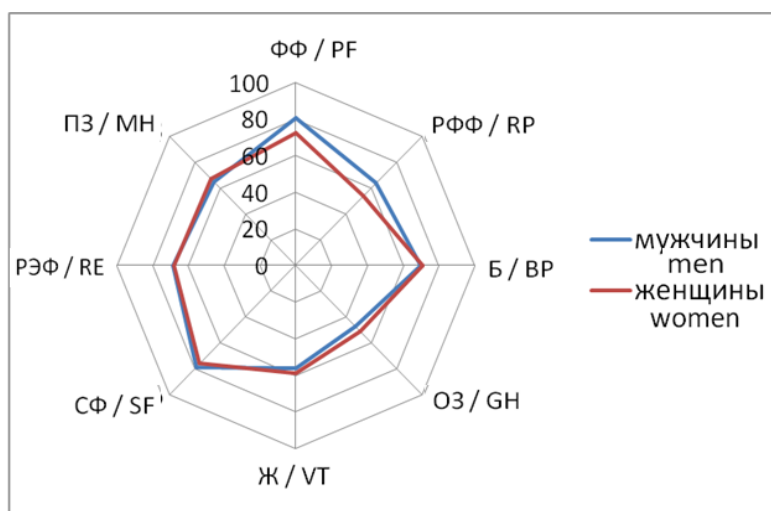 ФФ / PF
100
80
60
40
20
0
ПЗ / MH
РФФ / RP
РЭФ / RE
Б / BP
СФ / SF
ОЗ / GH
Ж / VT
мужчины
men
женщины
women